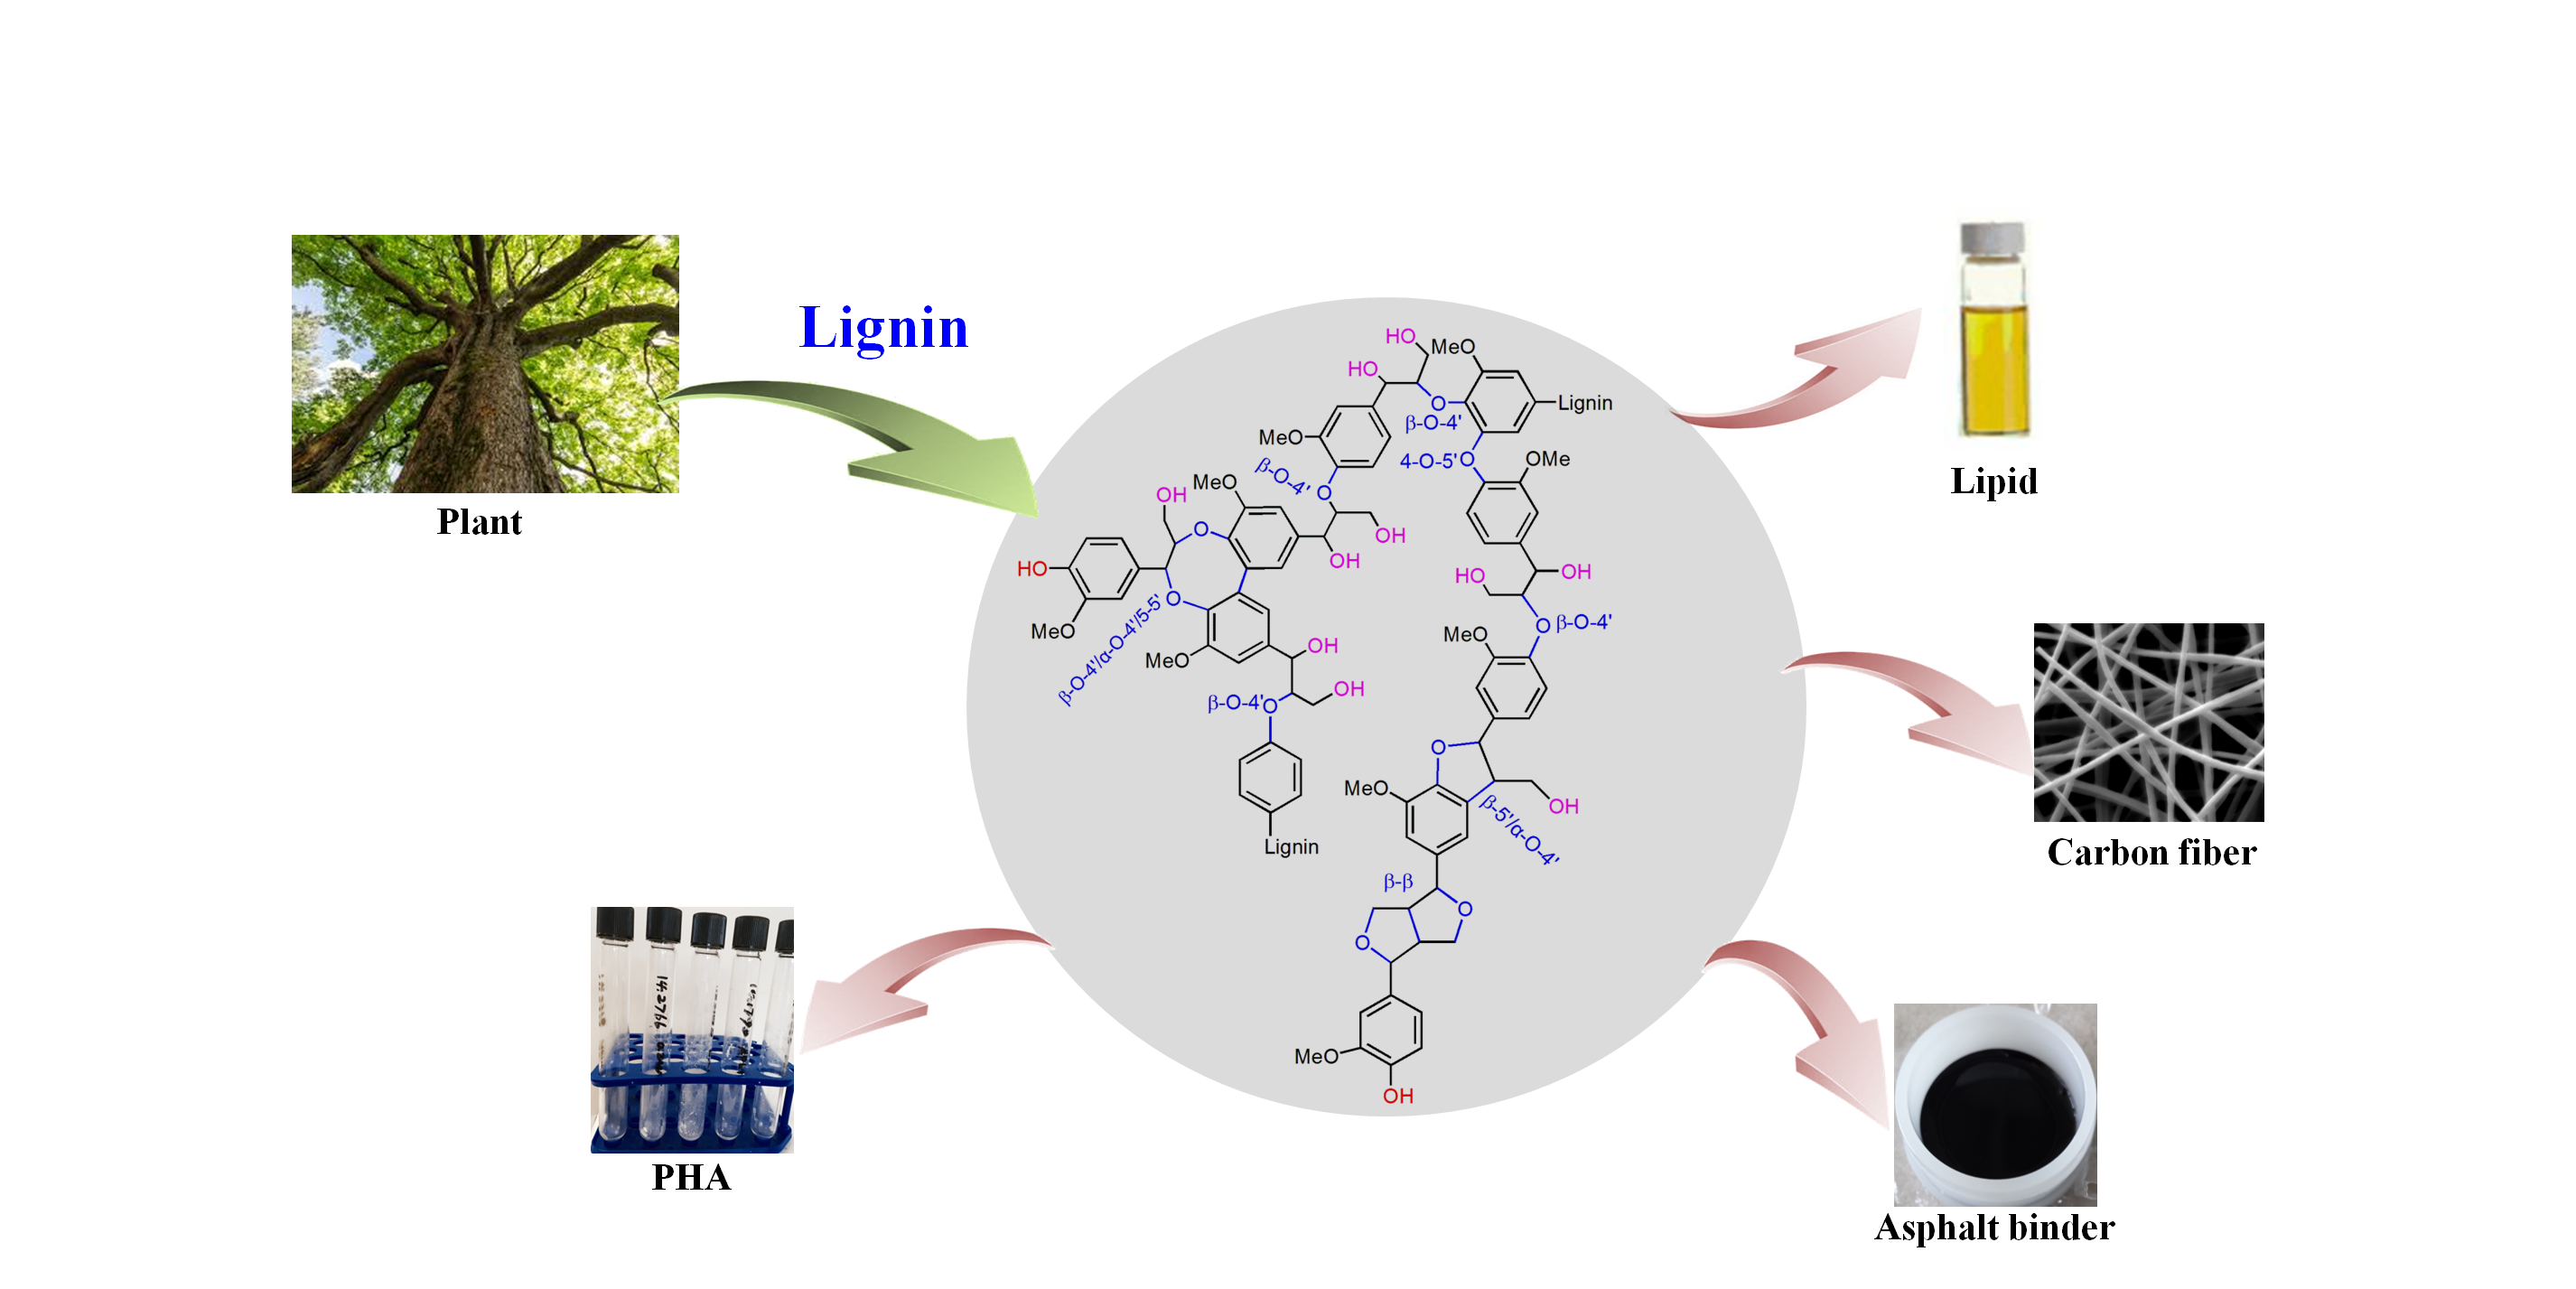 Lignin
Plant
HO
MeO
HO
O
Lignin
β-O-4'
MeO
4-O-5'
O
OMe
β-O-4'
O
MeO
OH
OH
OH
O
HO
MeO
O
β-O-4'/α-O-4'/5-5'
MeO
OH
OH
β-O-4'
O
Lignin
HO
OH
O
β-O-4'
MeO
O
MeO
OH
β-5'/α-O-4'
β-β
O
O
MeO
OH
Lipid
Carbon fiber
Asphalt binder
PHA